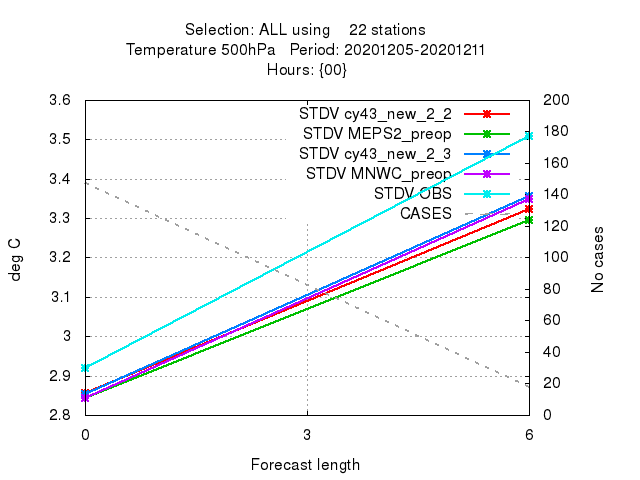 Selection: ALL using    22 stations
Temperature 500hPa   Period: 20201205-20201211
Hours: {00}
3.6
3.5
3.4
3.3
3.2
3.1
3
2.9
2.8
200
180
160
140
120
100
80
60
40
20
0
STDV cy43_new_2_2
STDV MEPS2_preop
STDV cy43_new_2_3
STDV MNWC_preop
STDV OBS
CASES
deg C
No cases
0
3
6
Forecast length